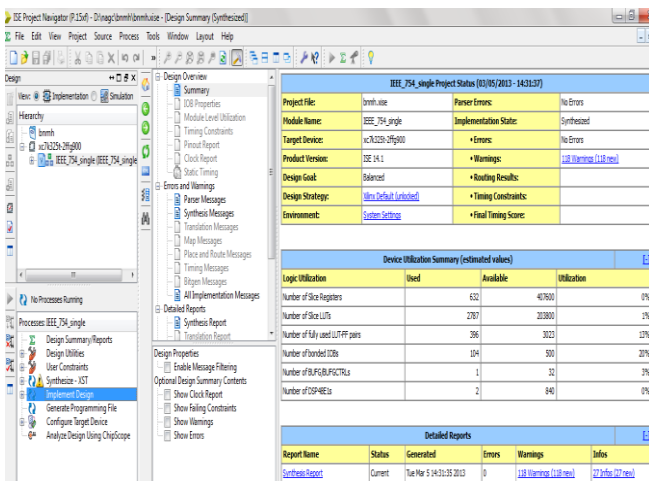 ISE Project Navigator (P.15xf) - D:\nagc\bnmh\bnmh.xise - [Design Summary (Synthesized)]
File Edit View Project Source Process Tools Window Layout Help
Design
View: Implementation Simulation
Hierarchy
bnmh
xc7k325t-2ffg900
IEEE_754_single (IEEE_754_single
No Processes Running
Processes: IEEE_754_single
Design Summary/Reports
Design Utilities
User Constraints
Synthesize - XST
Implement Design
Generate Programming File
Configure Target Device
Analyze Design Using ChipScope
Design Overview
Summary
IOB Properties
Module Level Utilization
Timing Constraints
Pinout Report
Clock Report
Static Timing
Errors and Warnings
Parser Messages
Synthesis Messages
Translation Messages
Map Messages
Place and Route Messages
Timing Messages
Bitgen Messages
All Implementation Messages
Detailed Reports
Synthesis Report
Translation Report
Design Properties
Enable Message Filtering
Optional Design Summary Contents
Show Clock Report
Show Failing Constraints
Show Warnings
Show Errors
IEEE_754_single Project Status (03/05/2013 - 14:31:37)
Project File: bnmh.xise Parser Errors: No Errors
Module Name: IEEE_754_single Implementation State: Synthesized
Target Device: xc7k325t-2ffg900 • Errors: No Errors
Product Version: ISE 14.1 • Warnings: 118 Warnings (118 new)
Design Goal: Balanced • Routing Results:
Design Strategy: Xilinx Default (unlocked) • Timing Constraints:
Environment: System Settings • Final Timing Score:
Device Utilization Summary (estimated values) [-]
Logic Utilization Used Available Utilization
Number of Slice Registers 632 407600 0%
Number of Slice LUTs 2787 203800 1%
Number of fully used LUT-FF pairs 396 3023 13%
Number of bonded IOBs 104 500 20%
Number of BUFG/BUFGCTRLs 1 32 3%
Number of DSP48E1s 2 840 0%
Detailed Reports [-]
Report Name Status Generated Errors Warnings Infos
Synthesis Report Current Tue Mar 5 14:31:35 2013 0 118 Warnings (118 new) 27 Infos (27 new)